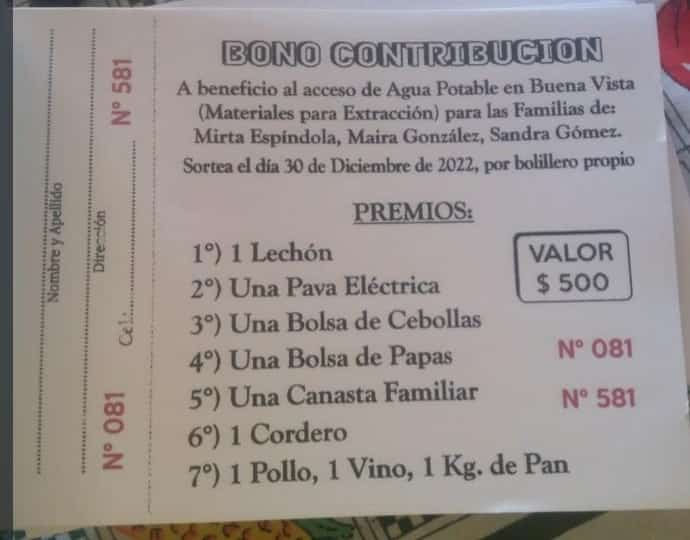 Nombre y Apellido
Dirección
Cel.:
N° 081
N° 581
BONO CONTRIBUCION
A beneficio al acceso de Agua Potable en Buena Vista
(Materiales para Extracción) para las Familias de:
Mirta Espíndola, Maira González, Sandra Gómez.
Sortea el día 30 de Diciembre de 2022, por bolillero propio
PREMIOS:
1°) 1 Lechón
2°) Una Pava Eléctrica
3°) Una Bolsa de Cebollas
4°) Una Bolsa de Papas
5°) Una Canasta Familiar
6°) 1 Cordero
7°) 1 Pollo, 1 Vino, 1 Kg. de Pan
VALOR
$ 500
N° 081
N° 581